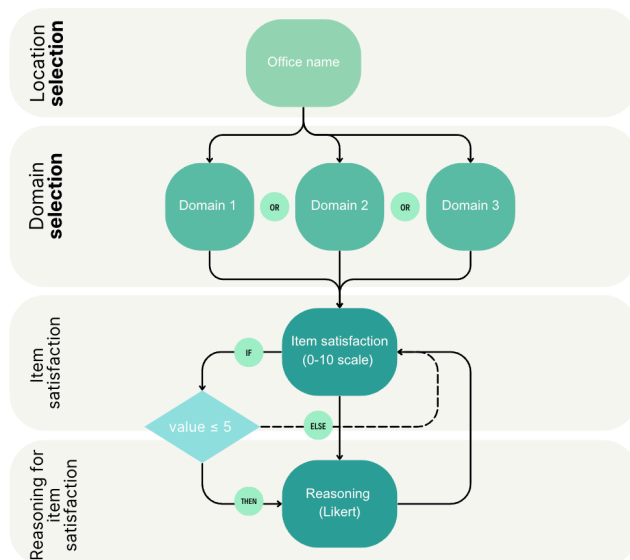 Location
selection
Office name
Domain
selection
Domain 1
OR
Domain 2
OR
Domain 3
Item
satisfaction
Item satisfaction
(0-10 scale)
IF
value ≤ 5
ELSE
Reasoning for
item
satisfaction
THEN
Reasoning
(Likert)